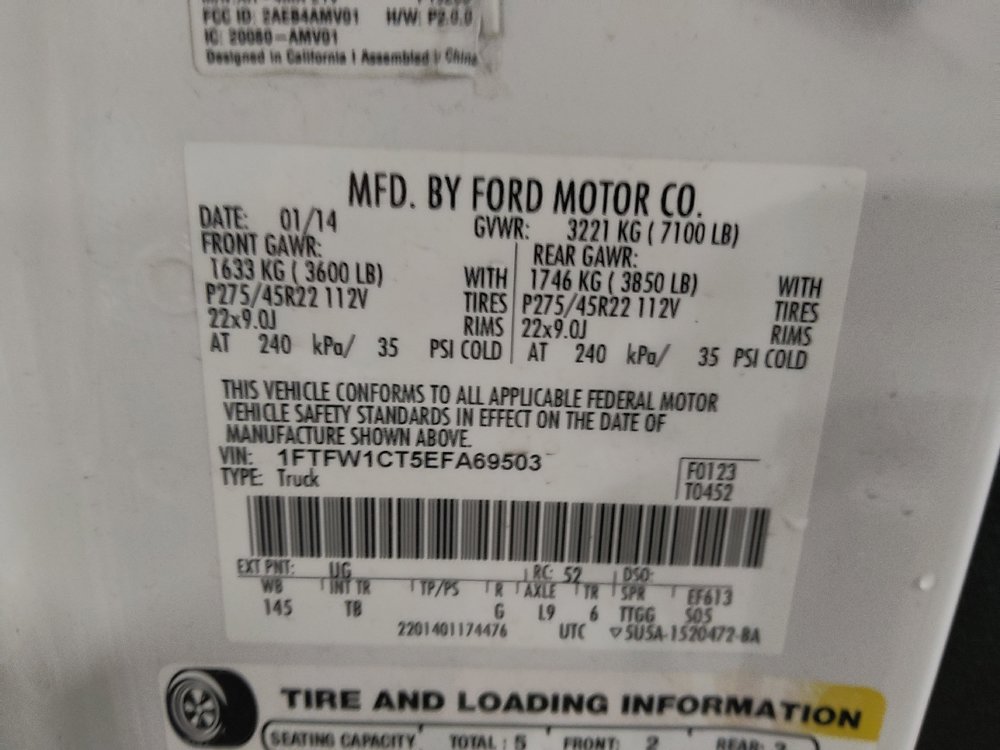 FCC ID: 2AEB4AMV01 H/W: P2.0.0
IC: 20080-AMV01
Designed in California | Assembled China
MFD. BY FORD MOTOR CO.
DATE: 01/14 GVWR: 3221 KG ( 7100 LB)
FRONT GAWR: REAR GAWR:
1633 KG ( 3600 LB) WITH 1746 KG ( 3850 LB) WITH
P275/45R22 112V TIRES P275/45R22 112V TIRES
22x9.0J RIMS 22x9.0J RIMS
AT 240 kPa/ 35 PSI COLD AT 240 kPa/ 35 PSI COLD
THIS VEHICLE CONFORMS TO ALL APPLICABLE FEDERAL MOTOR
VEHICLE SAFETY STANDARDS IN EFFECT ON THE DATE OF
MANUFACTURE SHOWN ABOVE.
VIN: 1FTFW1CT5EFA69503 F0123
TYPE: Truck T0452
EXT PNT: UG RC: 52 DSO:
WB INT TR TP/PS R AXLE TR SPR EF613
145 TB G L9 6 TTGG S05
2201401174476 UTC ▽5U5A-1520472-BA
TIRE AND LOADING INFORMATION
SEATING CAPACITY TOTAL : 5 FRONT: 2 REAR: 3